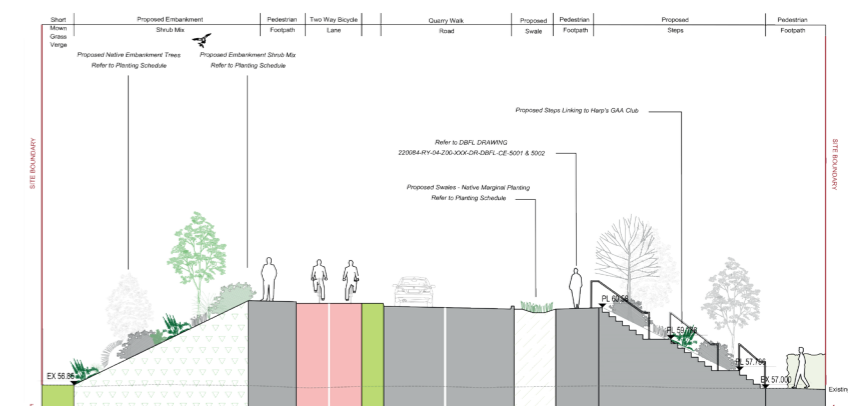 Short
Mown
Grass
Verge
Proposed Embankment
Shrub Mix
Pedestrian
Footpath
Two Way Bicycle
Lane
Quarry Walk
Road
Proposed
Swale
Pedestrian
Footpath
Proposed
Steps
Pedestrian
Footpath
Proposed Native Embankment Trees
Refer to Planting Schedule
Proposed Embankment Shrub Mix
Refer to Planting Schedule
Proposed Steps Linking to Harp's GAA Club
Refer to DBFL DRAWING
220084-RY-04-Z00-XXX-DR-DBFL-CE-5001 & 5002
Proposed Swales - Native Marginal Planting
Refer to Planting Schedule
SITE BOUNDARY
SITE BOUNDARY
PL 57.756
EX 57.000
Existing